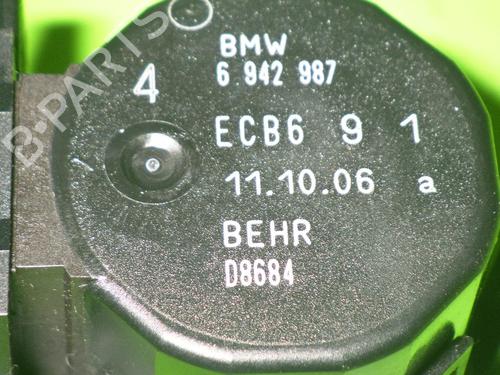 BMW
6 942 987
4
ECB6 9 1
11.10.06 a
BEHR
D8684
B-PARTS